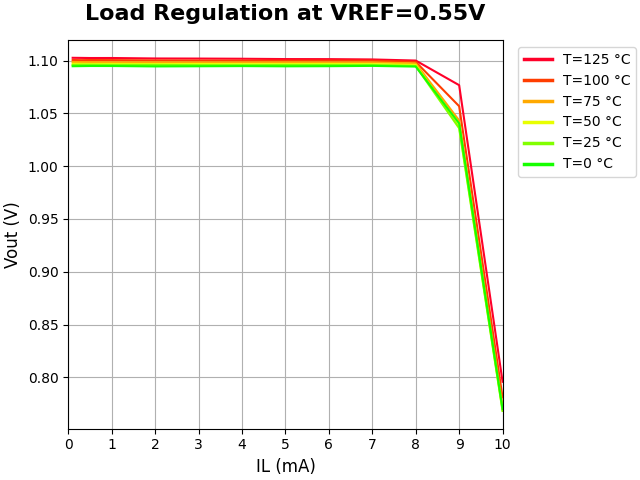 Load Regulation at VREF=0.55V
Vout (V)
1.10
1.05
1.00
0.95
0.90
0.85
0.80
0 1 2 3 4 5 6 7 8 9 10
IL (mA)
T=125 °C
T=100 °C
T=75 °C
T=50 °C
T=25 °C
T=0 °C